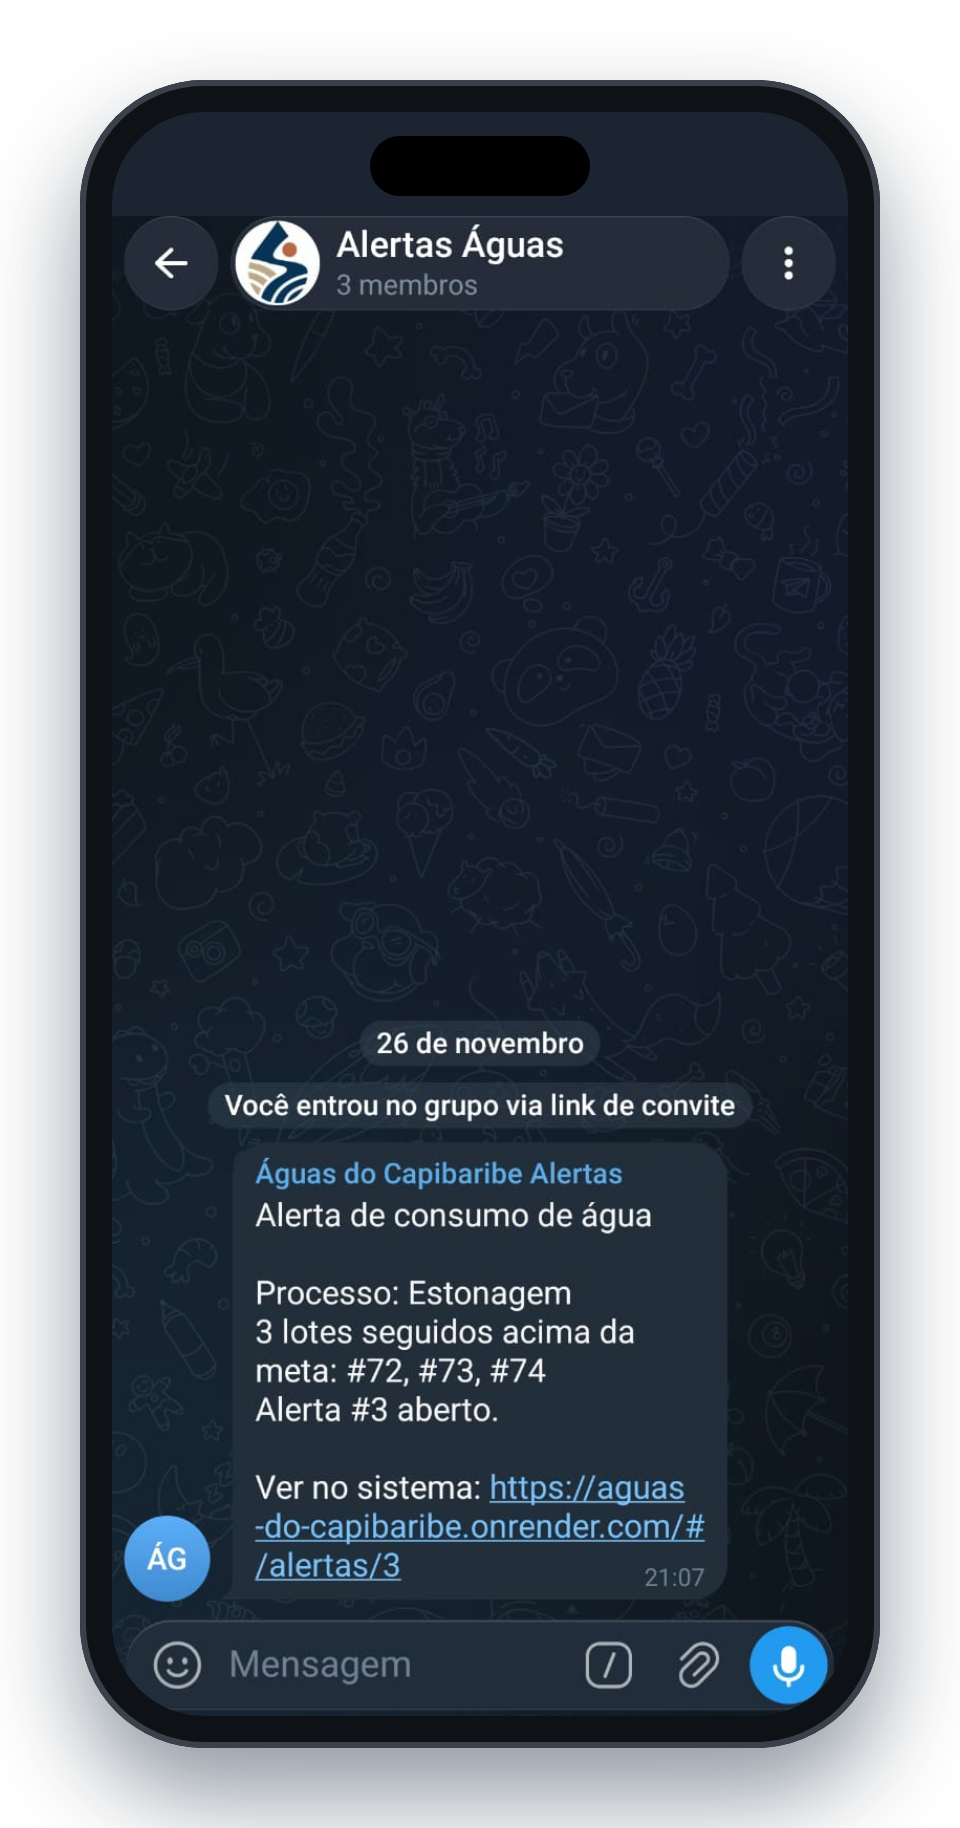 Alertas Águas
3 membros
26 de novembro
Você entrou no grupo via link de convite
Águas do Capibaribe Alertas
Alerta de consumo de água
Processo: Estonagem
3 lotes seguidos acima da
meta: #72, #73, #74
Alerta #3 aberto.
Ver no sistema: https://aguas
-do-capibaribe.onrender.com/#
/alertas/3
21:07
ÁG
Mensagem